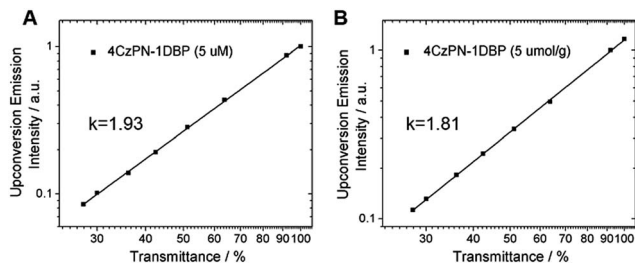 A
4CzPN-1DBP (5 uM)
k=1.93
Upconversion Emission
Intensity / a.u.
1
0.1
30 40 50 60 70 80 90 100
Transmittance / %
B
4CzPN-1DBP (5 umol/g)
k=1.81
Upconversion Emission
Intensity / a.u.
1
0.1
30 40 50 60 70 80 90 100
Transmittance / %